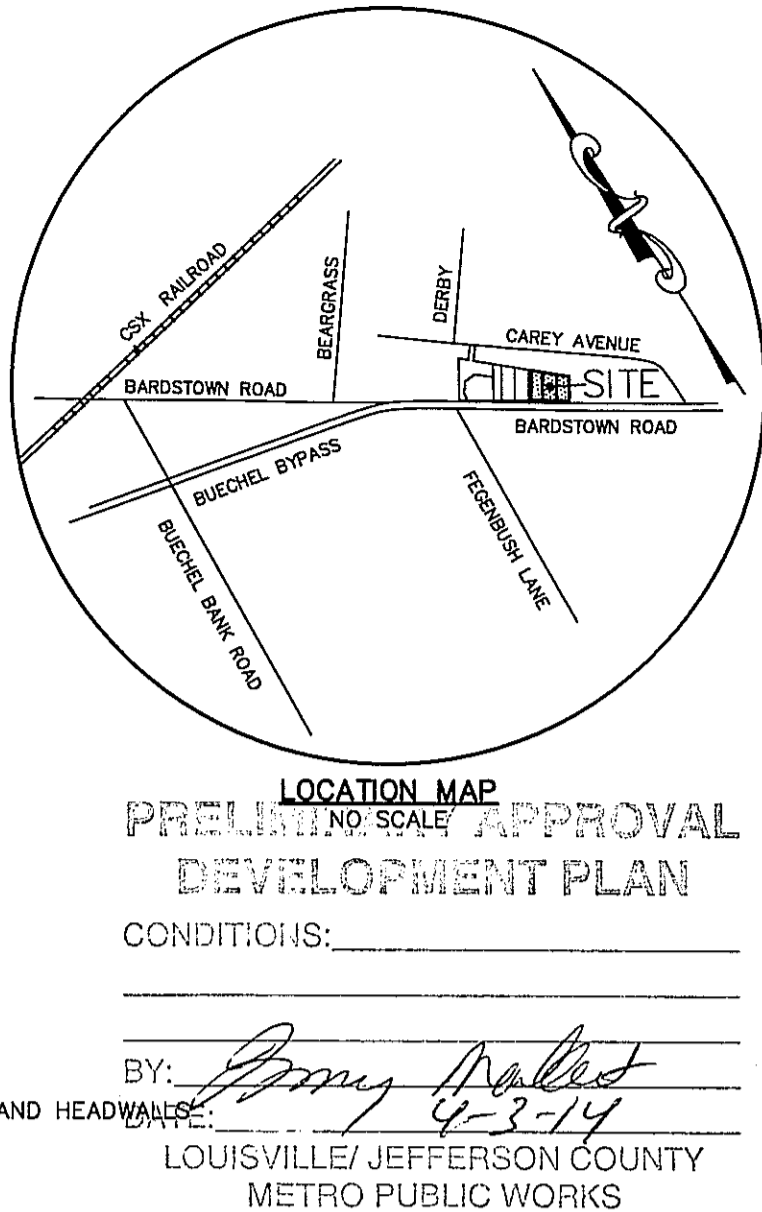 CSX RAILROAD
BEARGRASS
DERBY
CAREY AVENUE
BARDSTOWN ROAD
SITE
BARDSTOWN ROAD
BUECHEL BYPASS
FEGENBUSH LANE
BUECHEL BANK ROAD
LOCATION MAP
NO SCALE
PRELIMINARY APPROVAL
DEVELOPMENT PLAN
CONDITIONS:
BY:
AND HEADWALLS
DATE: 4-3-14
LOUISVILLE/ JEFFERSON COUNTY
METRO PUBLIC WORKS